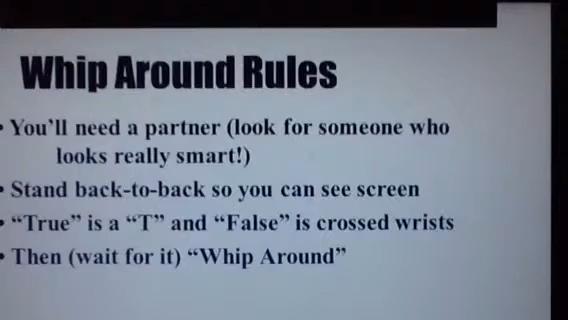 Whip Around Rules
• You'll need a partner (look for someone who
looks really smart!)
• Stand back-to-back so you can see screen
• “True” is a “T” and “False” is crossed wrists
• Then (wait for it) “Whip Around”